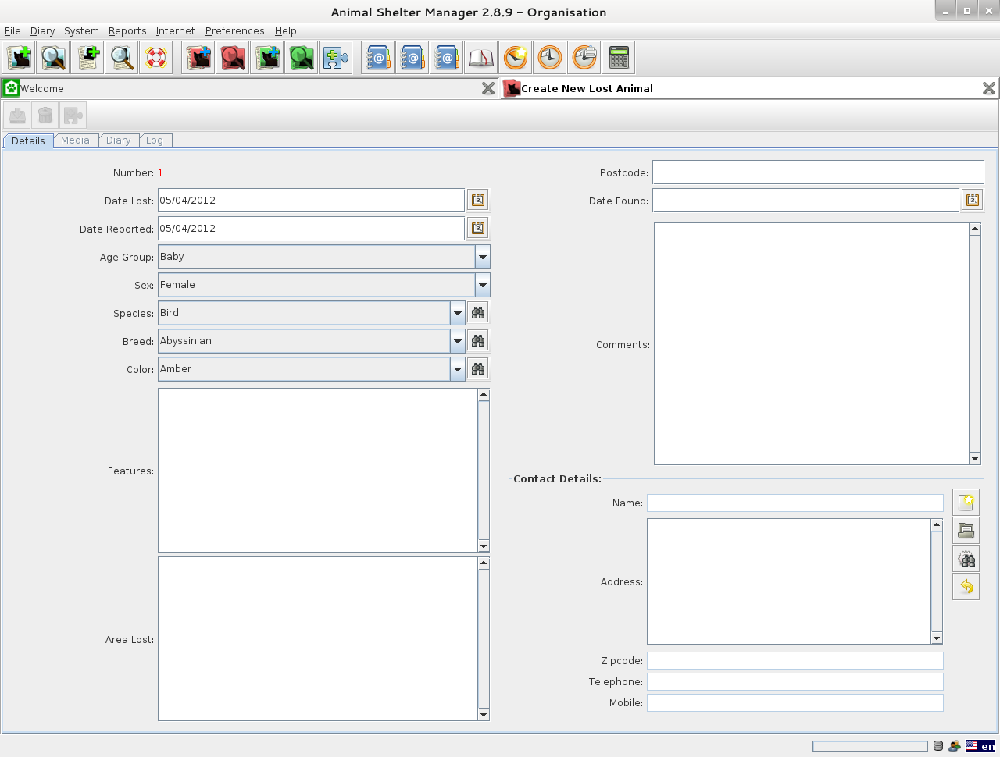 Animal Shelter Manager 2.8.9 – Organisation
File Diary System Reports Internet Preferences Help
Welcome
Create New Lost Animal
Details Media Diary Log
Number: 1
Date Lost: 05/04/2012
Date Reported: 05/04/2012
Age Group: Baby
Sex: Female
Species: Bird
Breed: Abyssinian
Color: Amber
Features:
Area Lost:
Postcode:
Date Found:
Comments:
Contact Details:
Name:
Address:
Zipcode:
Telephone:
Mobile:
en